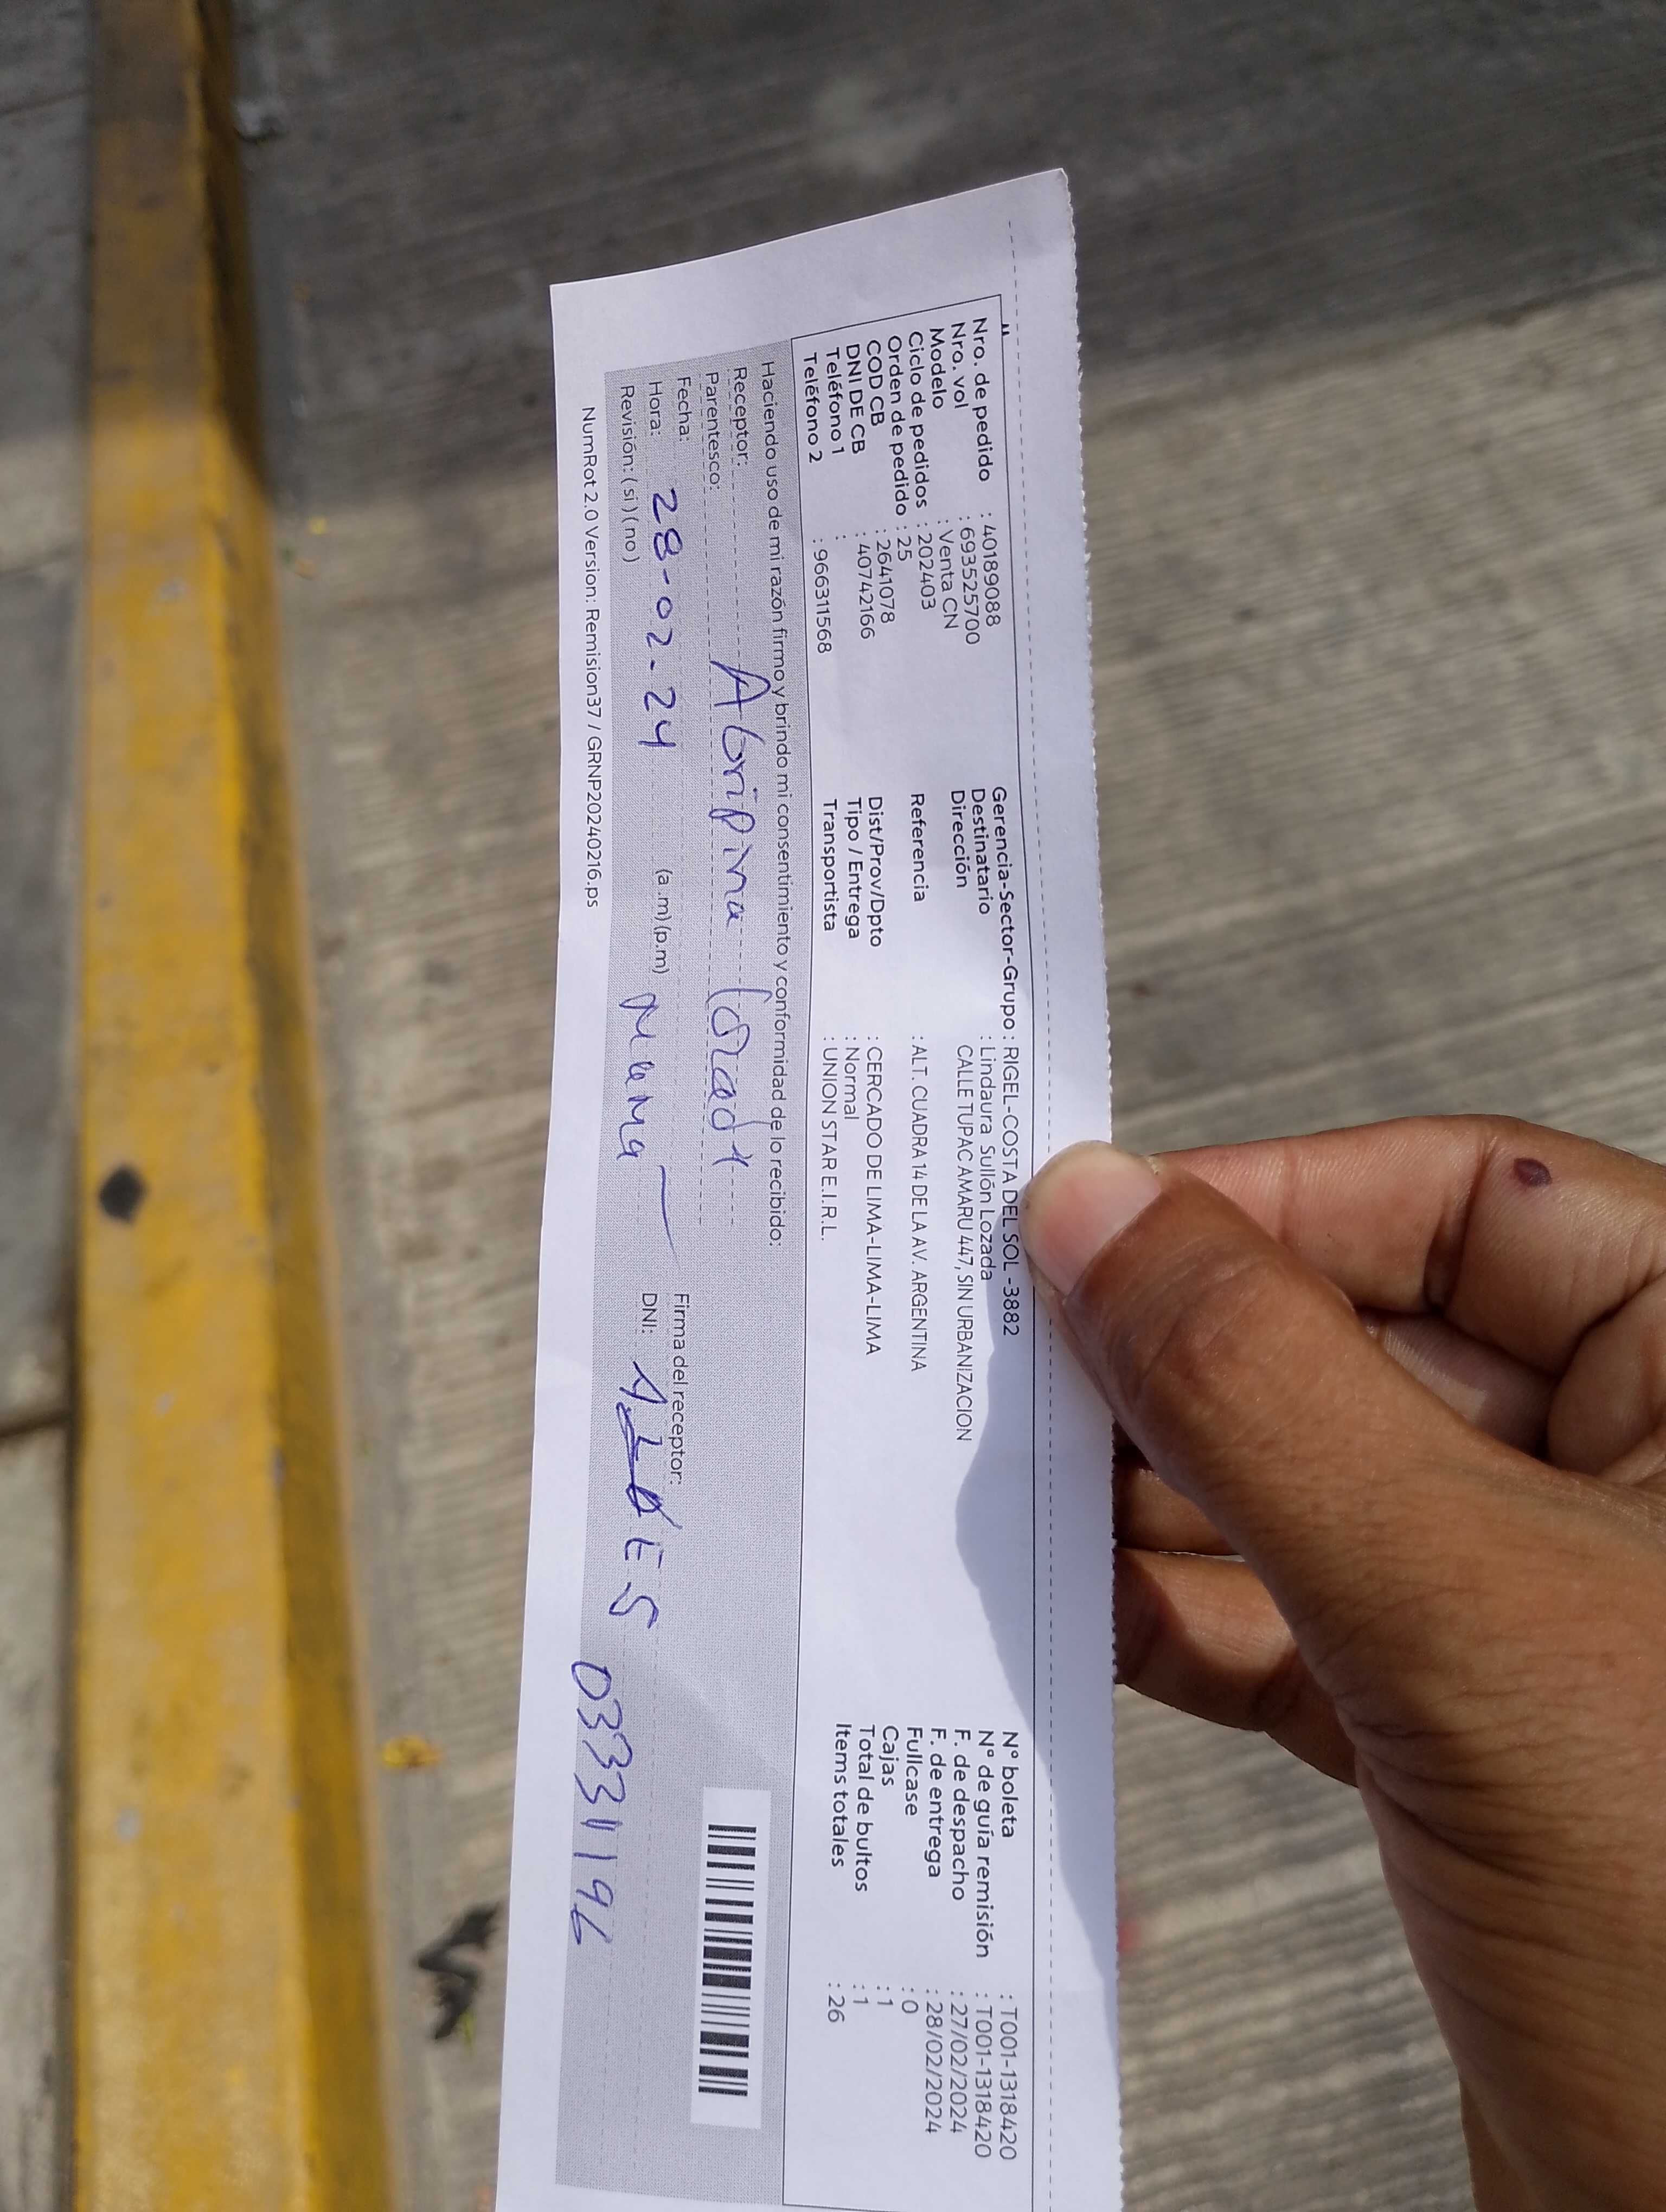 Nro. de pedido : 40189088
Nro. vol : 693525700
Modelo : Venta CN
Ciclo de pedidos : 202403
Orden de pedido : 25
COD CB : 2641078
DNI DE CB : 40742166
Teléfono 1 :
Teléfono 2 : 966311568
Gerencia-Sector-Grupo : RIGEL-COSTA DEL SOL -3882
Destinatario : Lindaura Sullón Lozada
Dirección CALLE TUPAC AMARU 447, SIN URBANIZACION
Referencia : ALT. CUADRA 14 DE LA AV. ARGENTINA
Dist/Prov/Dpto : CERCADO DE LIMA-LIMA-LIMA
Tipo / Entrega : Normal
Transportista : UNION STAR E.I.R.L.
N° boleta : T001-1318420
N° de guía remisión : T001-1318420
F. de despacho : 27/02/2024
F. de entrega : 28/02/2024
Fullcase : 0
Cajas : 1
Total de bultos : 1
Items totales : 26
Haciendo uso de mi razón firmo y brindo mi consentimiento y conformidad de lo recibido:
Receptor:
Parentesco:
Fecha: 28-02-24
Hora: (a.m) (p.m) Mama
Revisión: ( si ) ( no )
Firma del receptor:
DNI:
NumRot2.0 Version: Remision37 / GRNP20240216.ps